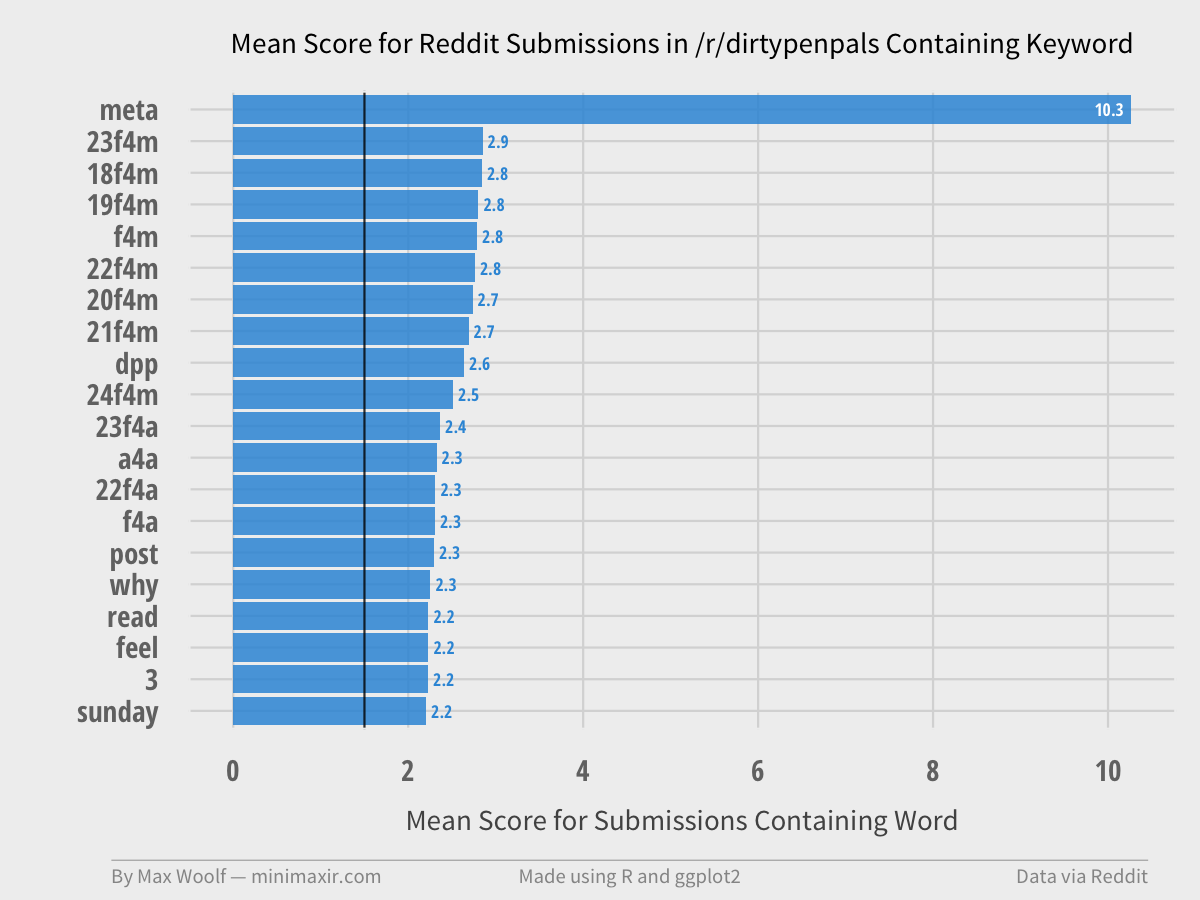 Mean Score for Reddit Submissions in /r/dirtypenpals Containing Keyword
meta 10.3
23f4m 2.9
18f4m 2.8
19f4m 2.8
f4m 2.8
22f4m 2.8
20f4m 2.7
21f4m 2.7
dpp 2.6
24f4m 2.5
23f4a 2.4
a4a 2.3
22f4a 2.3
f4a 2.3
post 2.3
why 2.3
read 2.2
feel 2.2
3 2.2
sunday 2.2
0 2 4 6 8 10
Mean Score for Submissions Containing Word
By Max Woolf — minimaxir.com Made using R and ggplot2 Data via Reddit